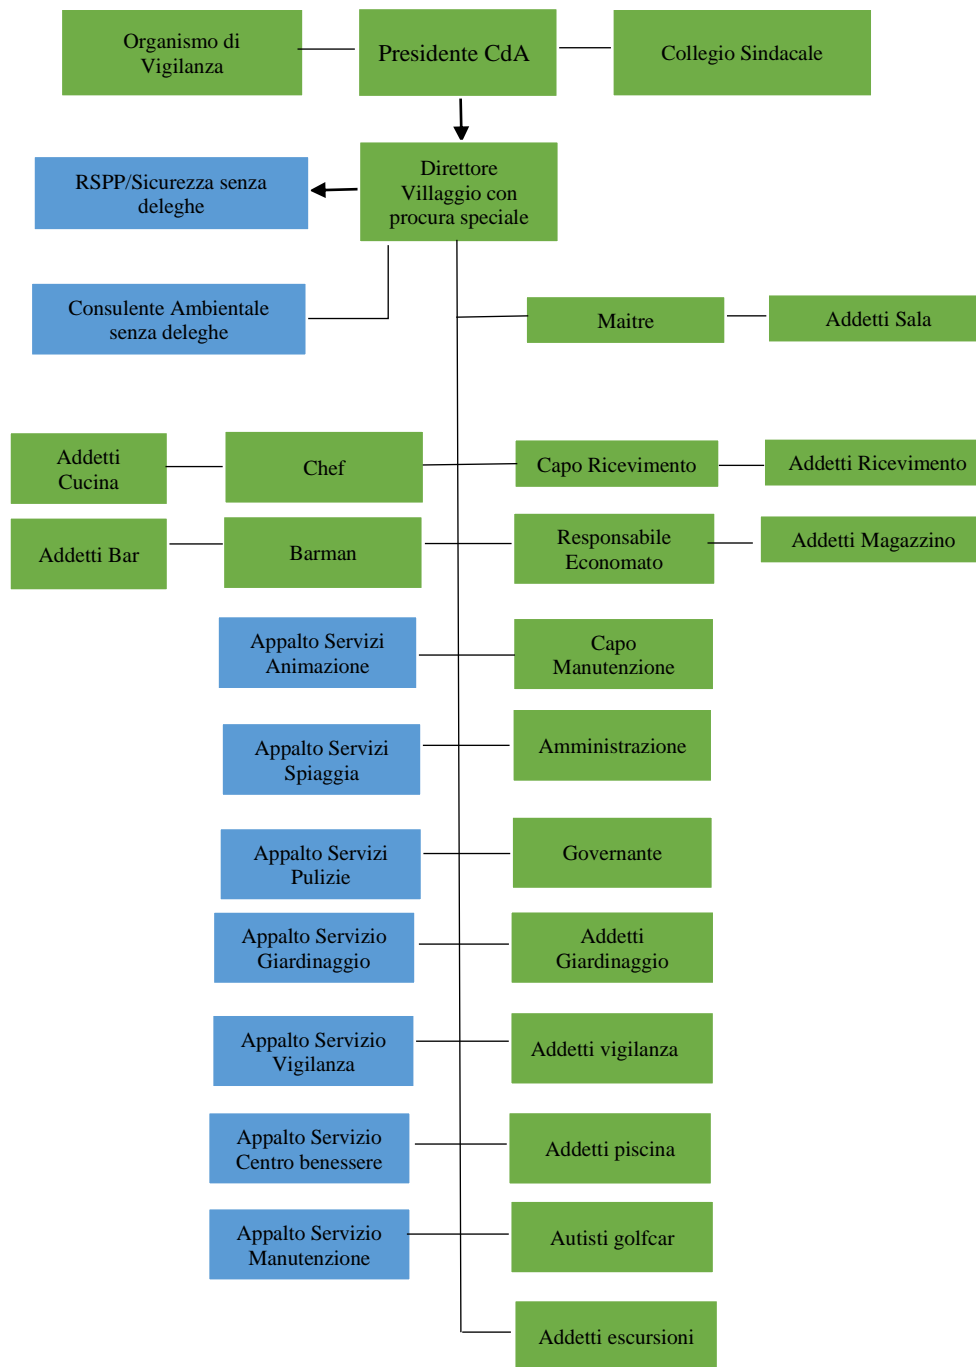 Organismo di
Vigilanza
Presidente CdA
Collegio Sindacale
Direttore
Villaggio con
procura speciale
RSPP/Sicurezza senza
deleghe
Consulente Ambientale
senza deleghe
Maitre
Addetti Sala
Addetti
Cucina
Chef
Capo Ricevimento
Addetti Ricevimento
Addetti Bar
Barman
Responsabile
Economato
Addetti Magazzino
Appalto Servizi
Animazione
Capo
Manutenzione
Appalto Servizi
Spiaggia
Amministrazione
Appalto Servizi
Pulizie
Governante
Appalto Servizio
Giardinaggio
Addetti
Giardinaggio
Appalto Servizio
Vigilanza
Addetti vigilanza
Appalto Servizio
Centro benessere
Addetti piscina
Appalto Servizio
Manutenzione
Autisti golfcar
Addetti escursioni